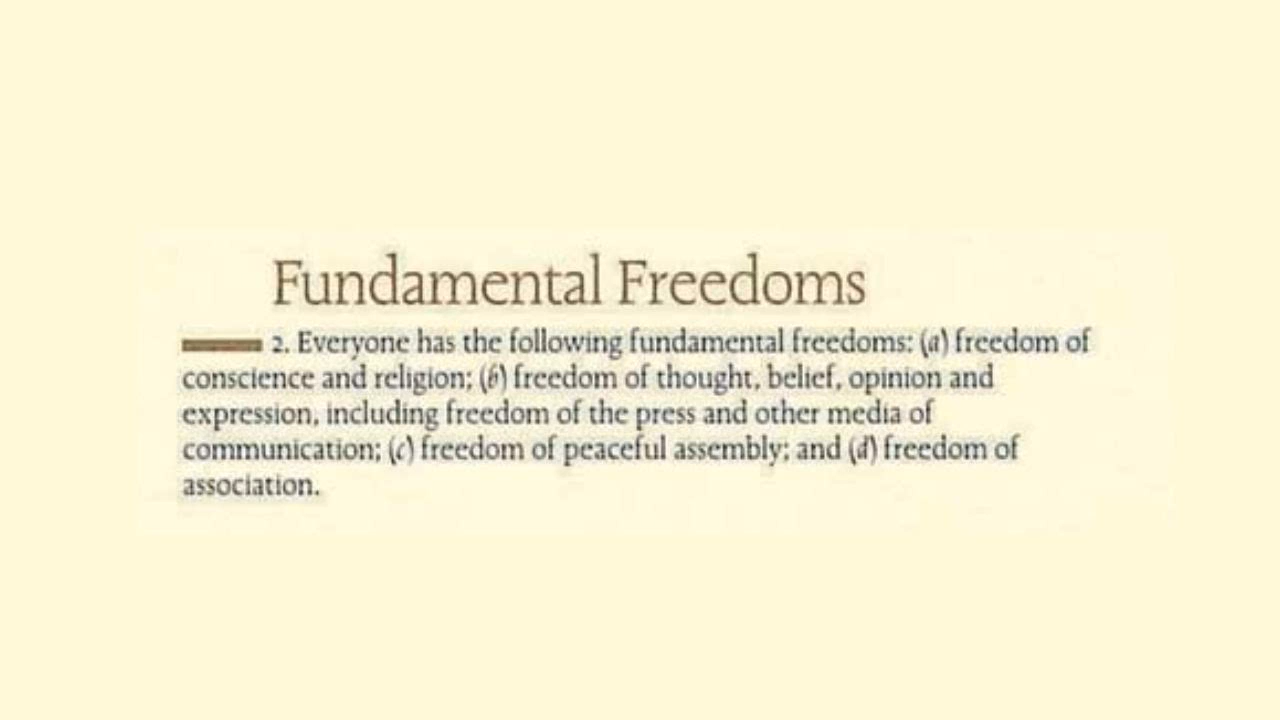 Fundamental Freedoms
2. Everyone has the following fundamental freedoms: (a) freedom of
conscience and religion; (b) freedom of thought, belief, opinion and
expression, including freedom of the press and other media of
communication; (c) freedom of peaceful assembly; and (d) freedom of
association.